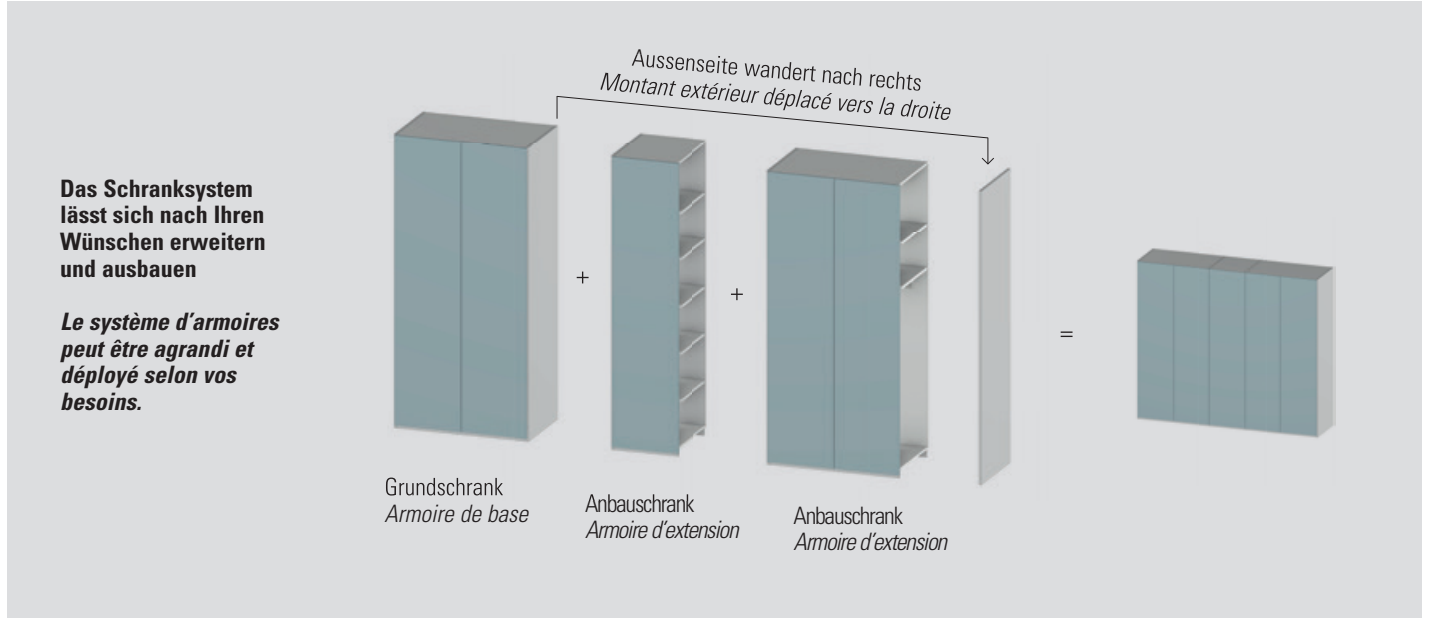 Aussenseite wandert nach rechts
Montant extérieur déplacé vers la droite
Das Schranksystem
lässt sich nach Ihren
Wünschen erweitern
und ausbauen
Le système d'armoires
peut être agrandi et
déployé selon vos
besoins.
+
+
=
Grundschrank
Armoire de base
Anbauschrank
Armoire d'extension
Anbauschrank
Armoire d'extension